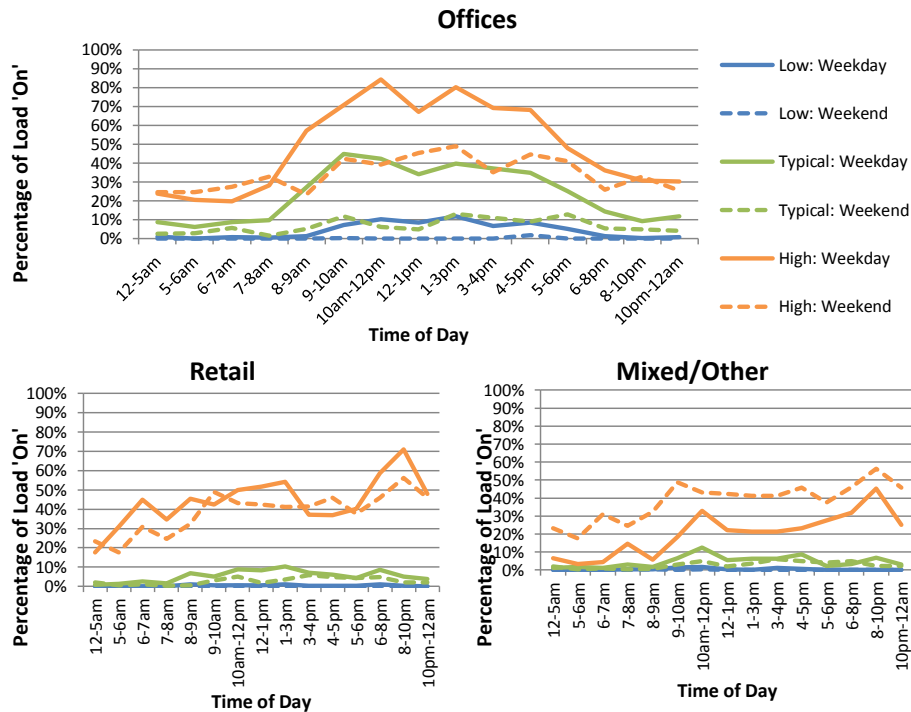 Offices
Percentage of Load 'On'
100%
90%
80%
70%
60%
50%
40%
30%
20%
10%
0%
12-5am
5-6am
6-7am
7-8am
8-9am
9-10am
10am-12pm
12-1pm
1-3pm
3-4pm
4-5pm
5-6pm
6-8pm
8-10pm
10pm-12am
Time of Day
Low: Weekday
Low: Weekend
Typical: Weekday
Typical: Weekend
High: Weekday
High: Weekend
Retail
Percentage of Load 'On'
100%
90%
80%
70%
60%
50%
40%
30%
20%
10%
0%
12-5am
5-6am
6-7am
7-8am
8-9am
9-10am
10am-12pm
12-1pm
1-3pm
3-4pm
4-5pm
5-6pm
6-8pm
8-10pm
10pm-12am
Time of Day
Mixed/Other
Percentage of Load 'On'
100%
90%
80%
70%
60%
50%
40%
30%
20%
10%
0%
12-5am
5-6am
6-7am
7-8am
8-9am
9-10am
10am-12pm
12-1pm
1-3pm
3-4pm
4-5pm
5-6pm
6-8pm
8-10pm
10pm-12am
Time of Day